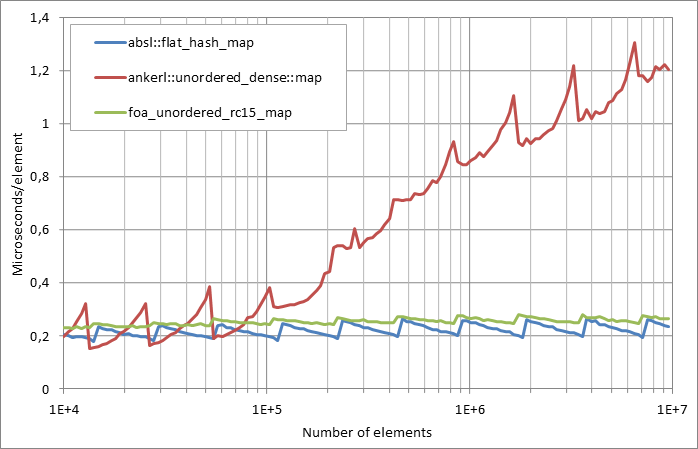 1,4
1,2
1
0,8
0,6
0,4
0,2
0
Microseconds/element
absl::flat_hash_map
ankerl::unordered_dense::map
foa_unordered_rc15_map
1E+4 1E+5 1E+6 1E+7
Number of elements